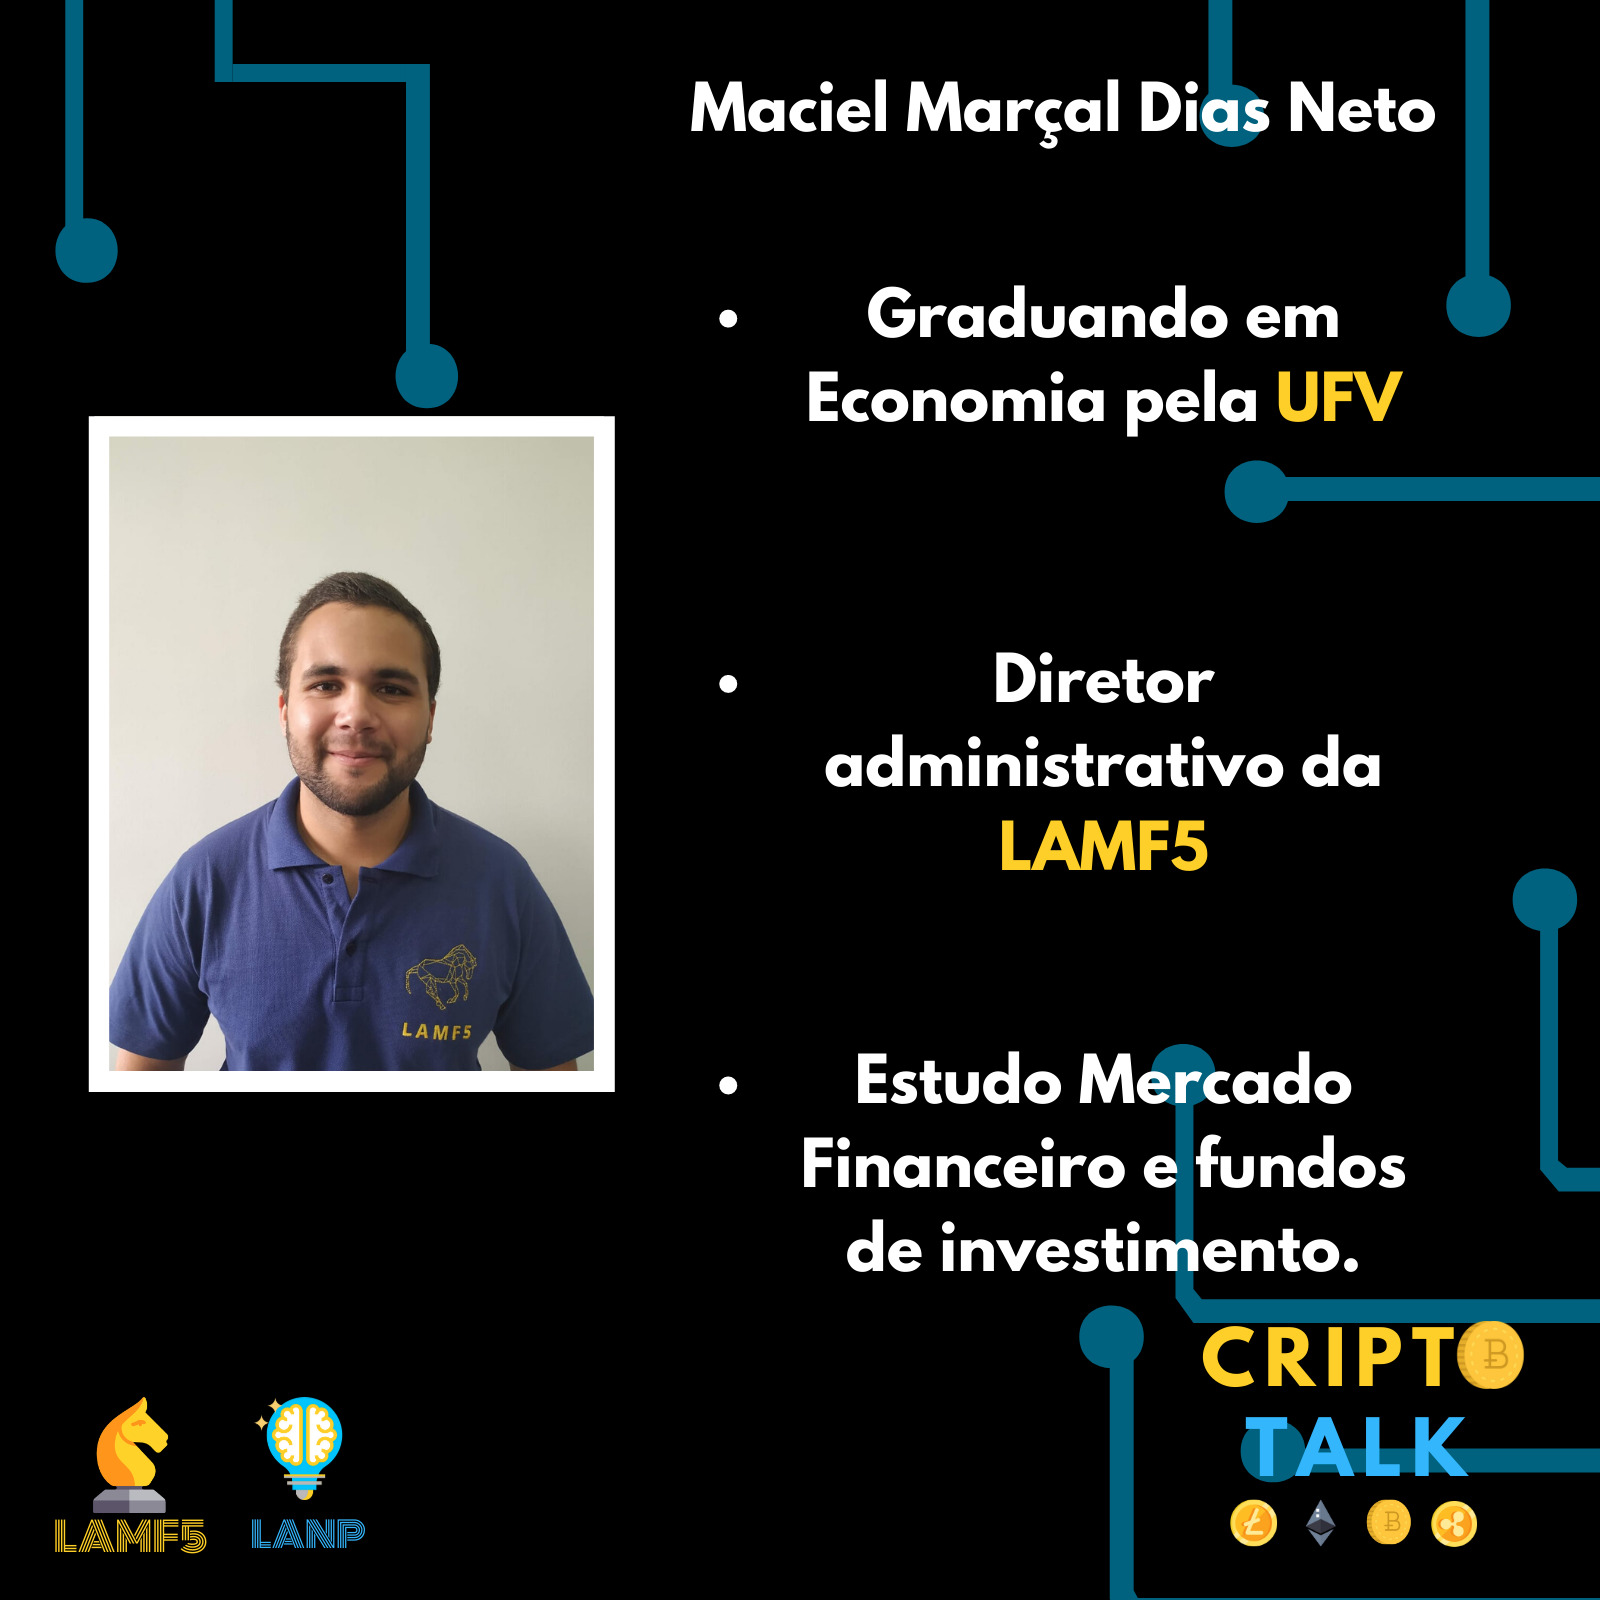 Maciel Marçal Dias Neto
• Graduando em
Economia pela UFV
• Diretor
administrativo da
LAMF5
• Estudo Mercado
Financeiro e fundos
de investimento.
LAMF5
CRIPTO
TALK
LAMF5
LANP